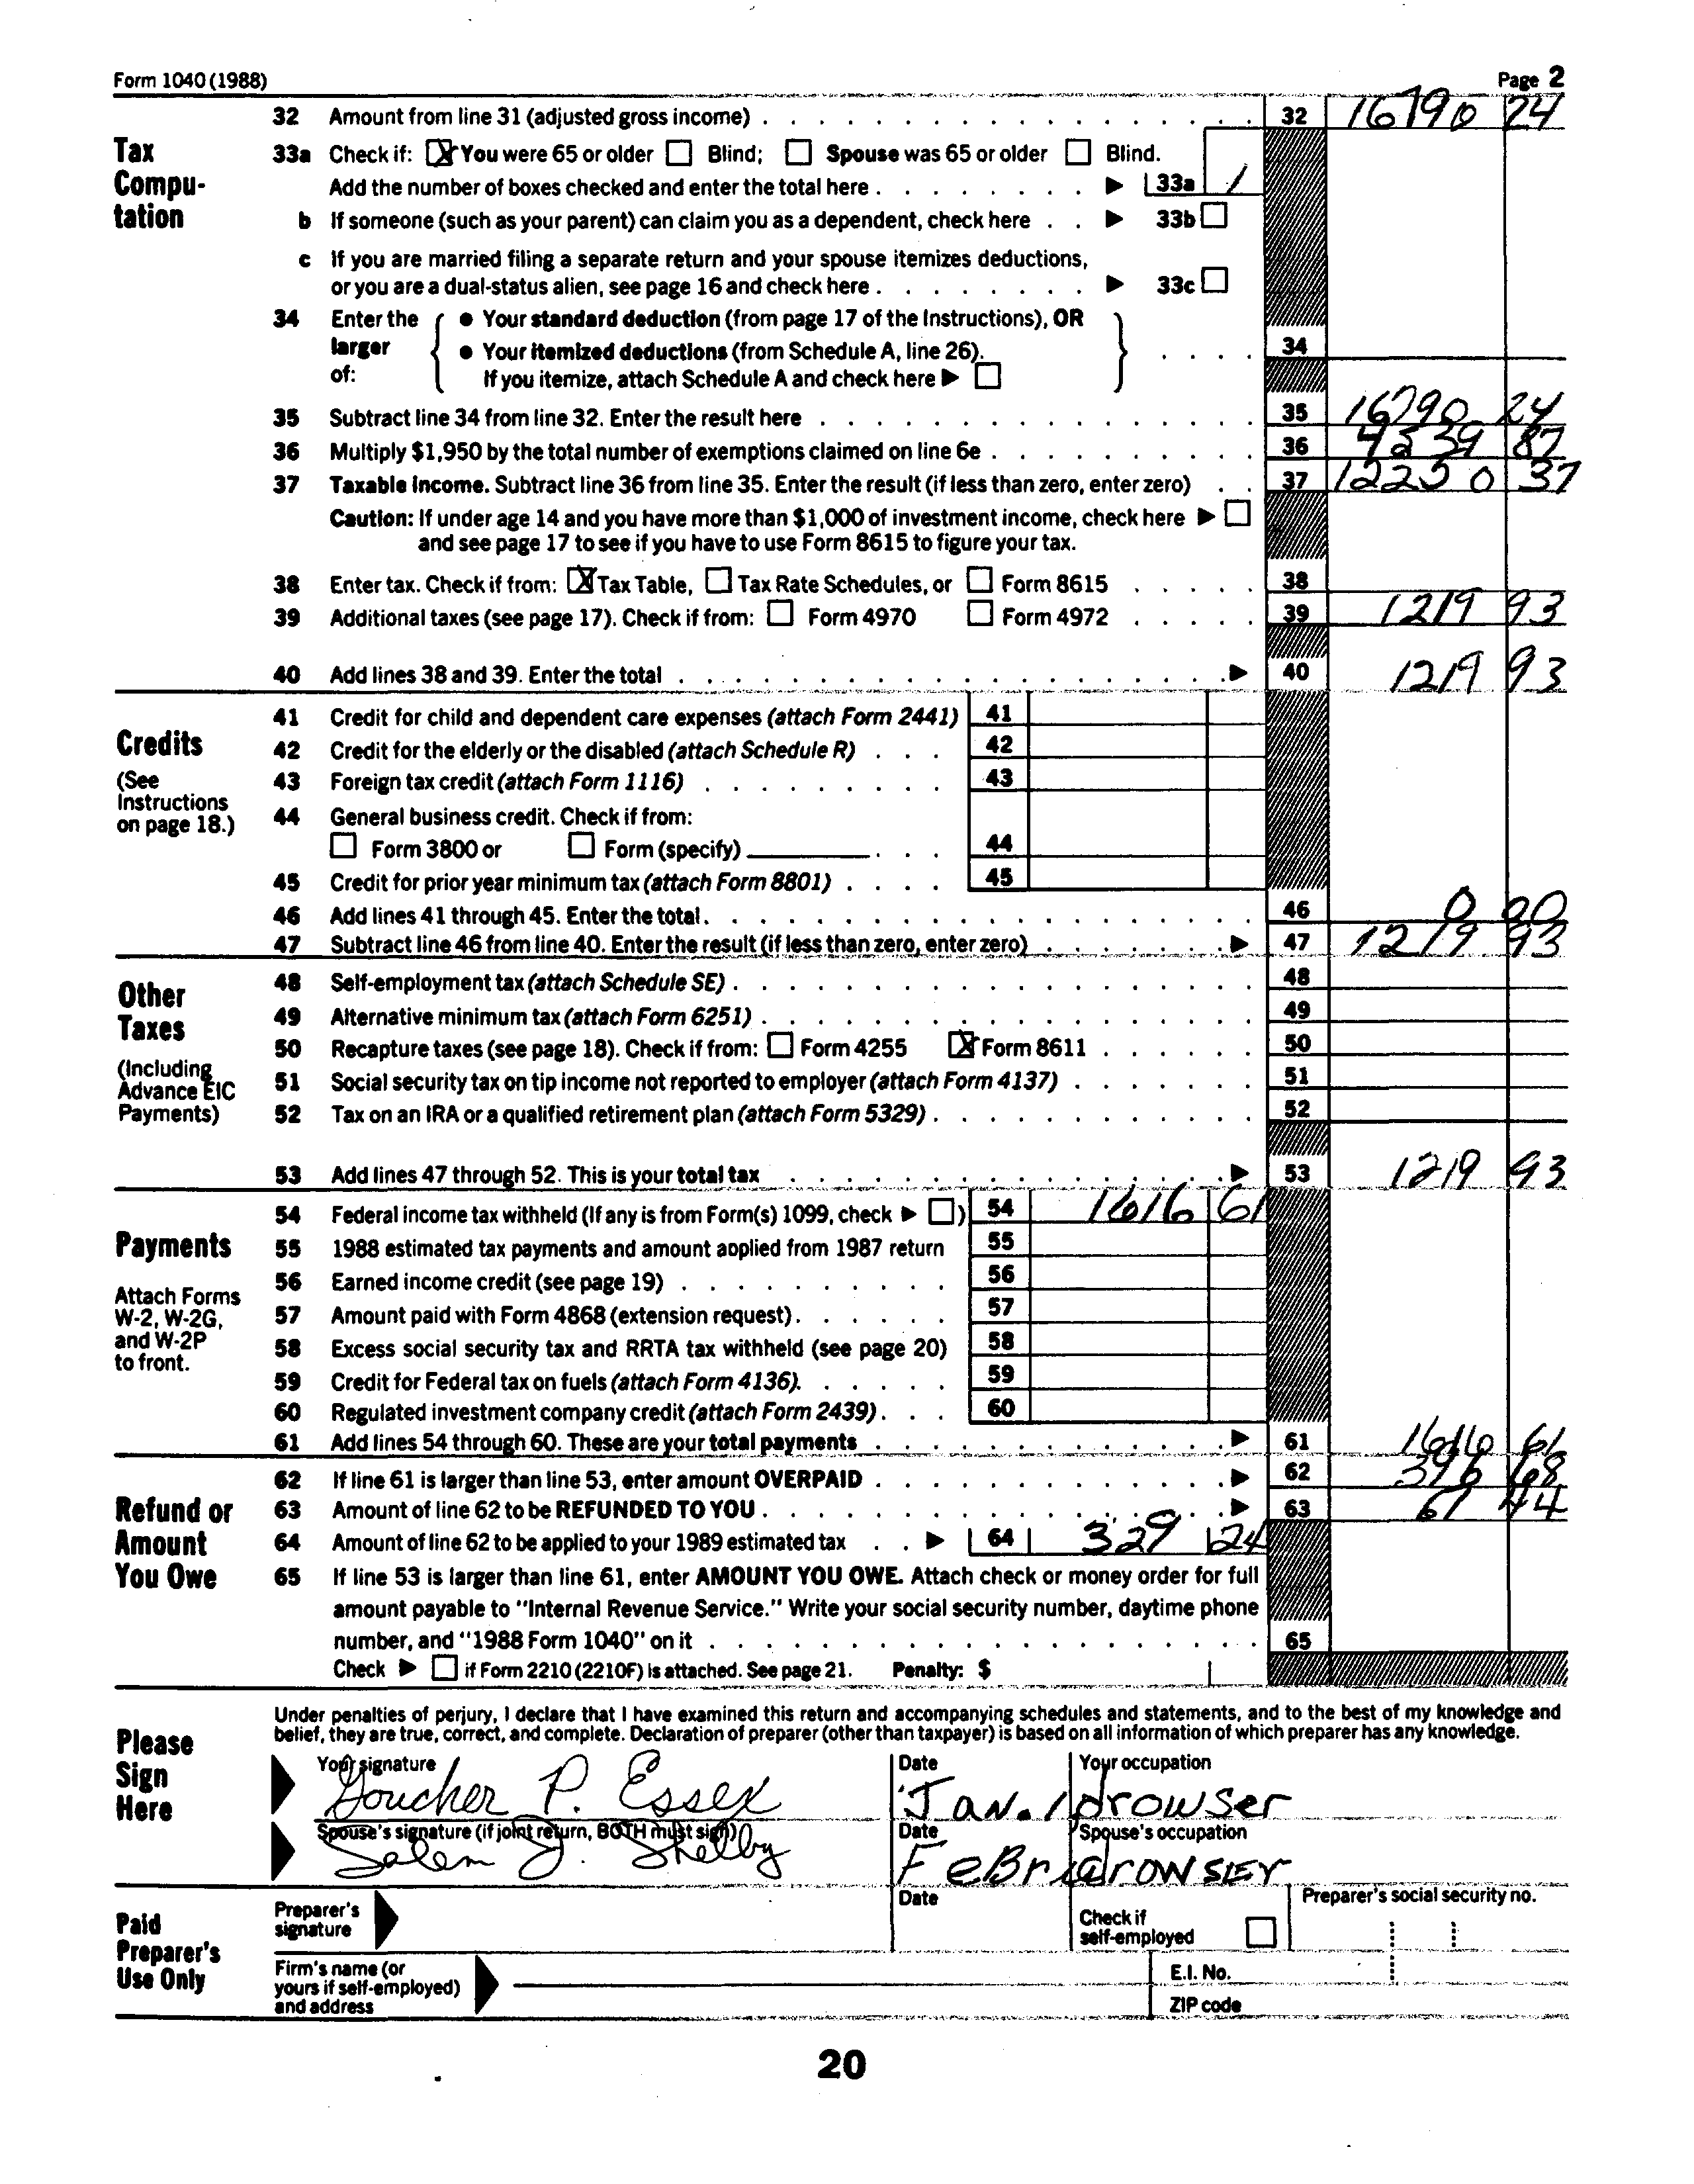 Form 1040 (1988) Page 2
Tax Computation
32 Amount from line 31 (adjusted gross income) 32 16790 24
33a Check if: X You were 65 or older Blind; Spouse was 65 or older Blind.
Add the number of boxes checked and enter the total here 33a 1
b If someone (such as your parent) can claim you as a dependent, check here 33b
c If you are married filing a separate return and your spouse itemizes deductions,
or you are a dual-status alien, see page 16 and check here 33c
34 Enter the larger of: { • Your standard deduction (from page 17 of the Instructions), OR
• Your itemized deductions (from Schedule A, line 26).
If you itemize, attach Schedule A and check here } 34
35 Subtract line 34 from line 32. Enter the result here 35 16790 24
36 Multiply $1,950 by the total number of exemptions claimed on line 6e 36 4539 87
37 Taxable income. Subtract line 36 from line 35. Enter the result (if less than zero, enter zero) 37 12250 37
Caution: If under age 14 and you have more than $1,000 of investment income, check here
and see page 17 to see if you have to use Form 8615 to figure your tax.
38 Enter tax. Check if from: X Tax Table, Tax Rate Schedules, or Form 8615 38
39 Additional taxes (see page 17). Check if from: Form 4970 Form 4972 39 1219 93
40 Add lines 38 and 39. Enter the total 40 1219 93
Credits
(See Instructions on page 18.)
41 Credit for child and dependent care expenses (attach Form 2441) 41
42 Credit for the elderly or the disabled (attach Schedule R) 42
43 Foreign tax credit (attach Form 1116) 43
44 General business credit. Check if from:
Form 3800 or Form (specify) 44
45 Credit for prior year minimum tax (attach Form 8801) 45
46 Add lines 41 through 45. Enter the total 46 0 00
47 Subtract line 46 from line 40. Enter the result (if less than zero, enter zero) 47 1219 93
Other Taxes
(Including Advance EIC Payments)
48 Self-employment tax (attach Schedule SE) 48
49 Alternative minimum tax (attach Form 6251) 49
50 Recapture taxes (see page 18). Check if from: Form 4255 X Form 8611 50
51 Social security tax on tip income not reported to employer (attach Form 4137) 51
52 Tax on an IRA or a qualified retirement plan (attach Form 5329) 52
53 Add lines 47 through 52. This is your total tax 53 1219 93
Payments
Attach Forms W-2, W-2G, and W-2P to front.
54 Federal income tax withheld (If any is from Form(s) 1099, check ) 54 1616 61
55 1988 estimated tax payments and amount applied from 1987 return 55
56 Earned income credit (see page 19) 56
57 Amount paid with Form 4868 (extension request) 57
58 Excess social security tax and RRTA tax withheld (see page 20) 58
59 Credit for Federal tax on fuels (attach Form 4136) 59
60 Regulated investment company credit (attach Form 2439) 60
61 Add lines 54 through 60. These are your total payments 61 1616 61
Refund or Amount You Owe
62 If line 61 is larger than line 53, enter amount OVERPAID 62 396 68
63 Amount of line 62 to be REFUNDED TO YOU 63 67 44
64 Amount of line 62 to be applied to your 1989 estimated tax 64 329 24
65 If line 53 is larger than line 61, enter AMOUNT YOU OWE. Attach check or money order for full
amount payable to "Internal Revenue Service." Write your social security number, daytime phone
number, and "1988 Form 1040" on it 65
Check if Form 2210 (2210F) is attached. See page 21. Penalty: $
Please Sign Here
Under penalties of perjury, I declare that I have examined this return and accompanying schedules and statements, and to the best of my knowledge and
belief, they are true, correct, and complete. Declaration of preparer (other than taxpayer) is based on all information of which preparer has any knowledge.
Your signature Date Your occupation
Goucher P. Essex Jan. 1 drowser
Spouse's signature (if joint return, BOTH must sign) Date Spouse's occupation
Salem J. Shelby
Paid Preparer's Use Only
Preparer's signature Date Check if self-employed Preparer's social security no.
Firm's name (or yours if self-employed) and address E.I. No.
ZIP code
20